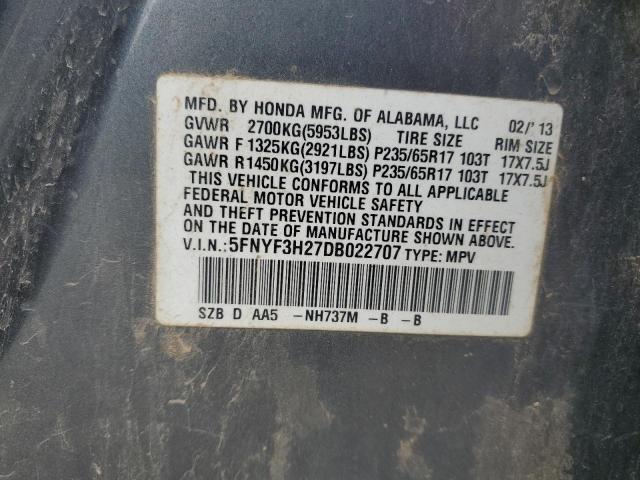 MFD. BY HONDA MFG. OF ALABAMA, LLC 02/'13
GVWR 2700KG(5953LBS) TIRE SIZE RIM SIZE
GAWR F 1325KG(2921LBS) P235/65R17 103T 17X7.5J
GAWR R1450KG(3197LBS) P235/65R17 103T 17X7.5J
THIS VEHICLE CONFORMS TO ALL APPLICABLE
FEDERAL MOTOR VEHICLE SAFETY
AND THEFT PREVENTION STANDARDS IN EFFECT
ON THE DATE OF MANUFACTURE SHOWN ABOVE.
V.I.N.: 5FNYF3H27DB022707 TYPE: MPV
SZB D AA5 -NH737M -B -B